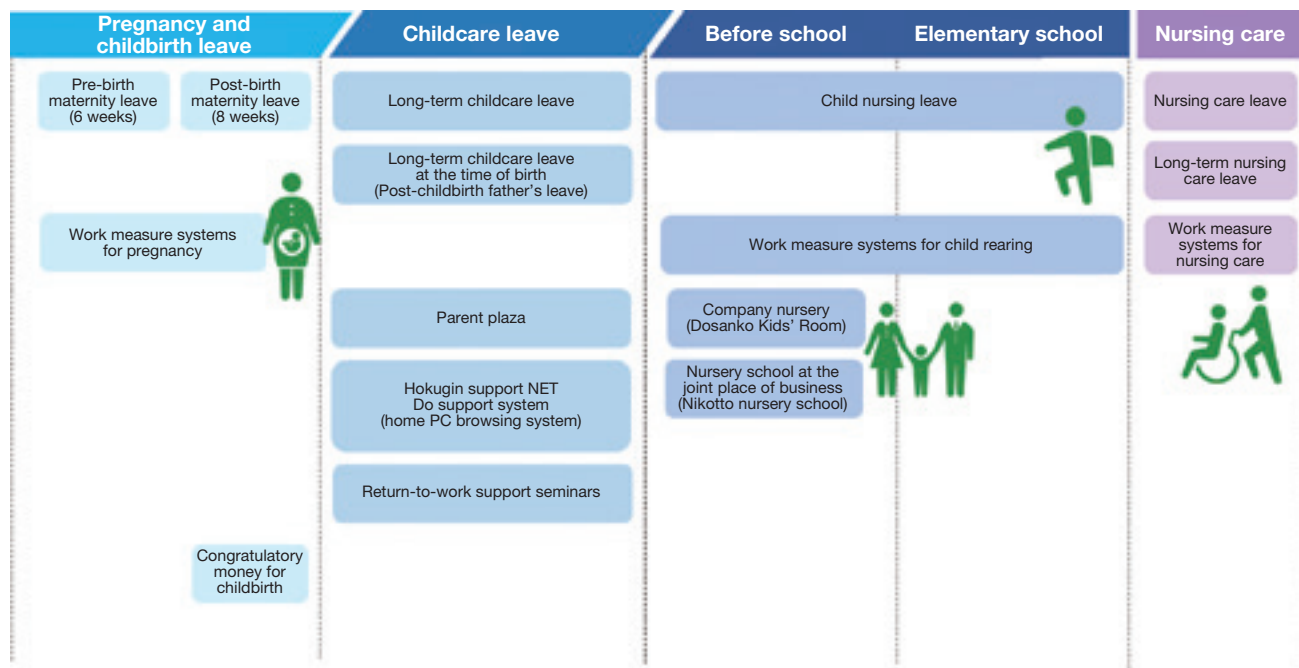 Pregnancy and
childbirth leave
Childcare leave
Before school
Elementary school
Nursing care
Pre-birth
maternity leave
(6 weeks)
Post-birth
maternity leave
(8 weeks)
Long-term childcare leave
Child nursing leave
Nursing care leave
Long-term childcare leave
at the time of birth
(Post-childbirth father's leave)
Long-term nursing
care leave
Work measure systems
for pregnancy
Work measure systems for child rearing
Work measure
systems for
nursing care
Parent plaza
Company nursery
(Dosanko Kids' Room)
Hokugin support NET
Do support system
(home PC browsing system)
Nursery school at the
joint place of business
(Nikotto nursery school)
Return-to-work support seminars
Congratulatory
money for
childbirth